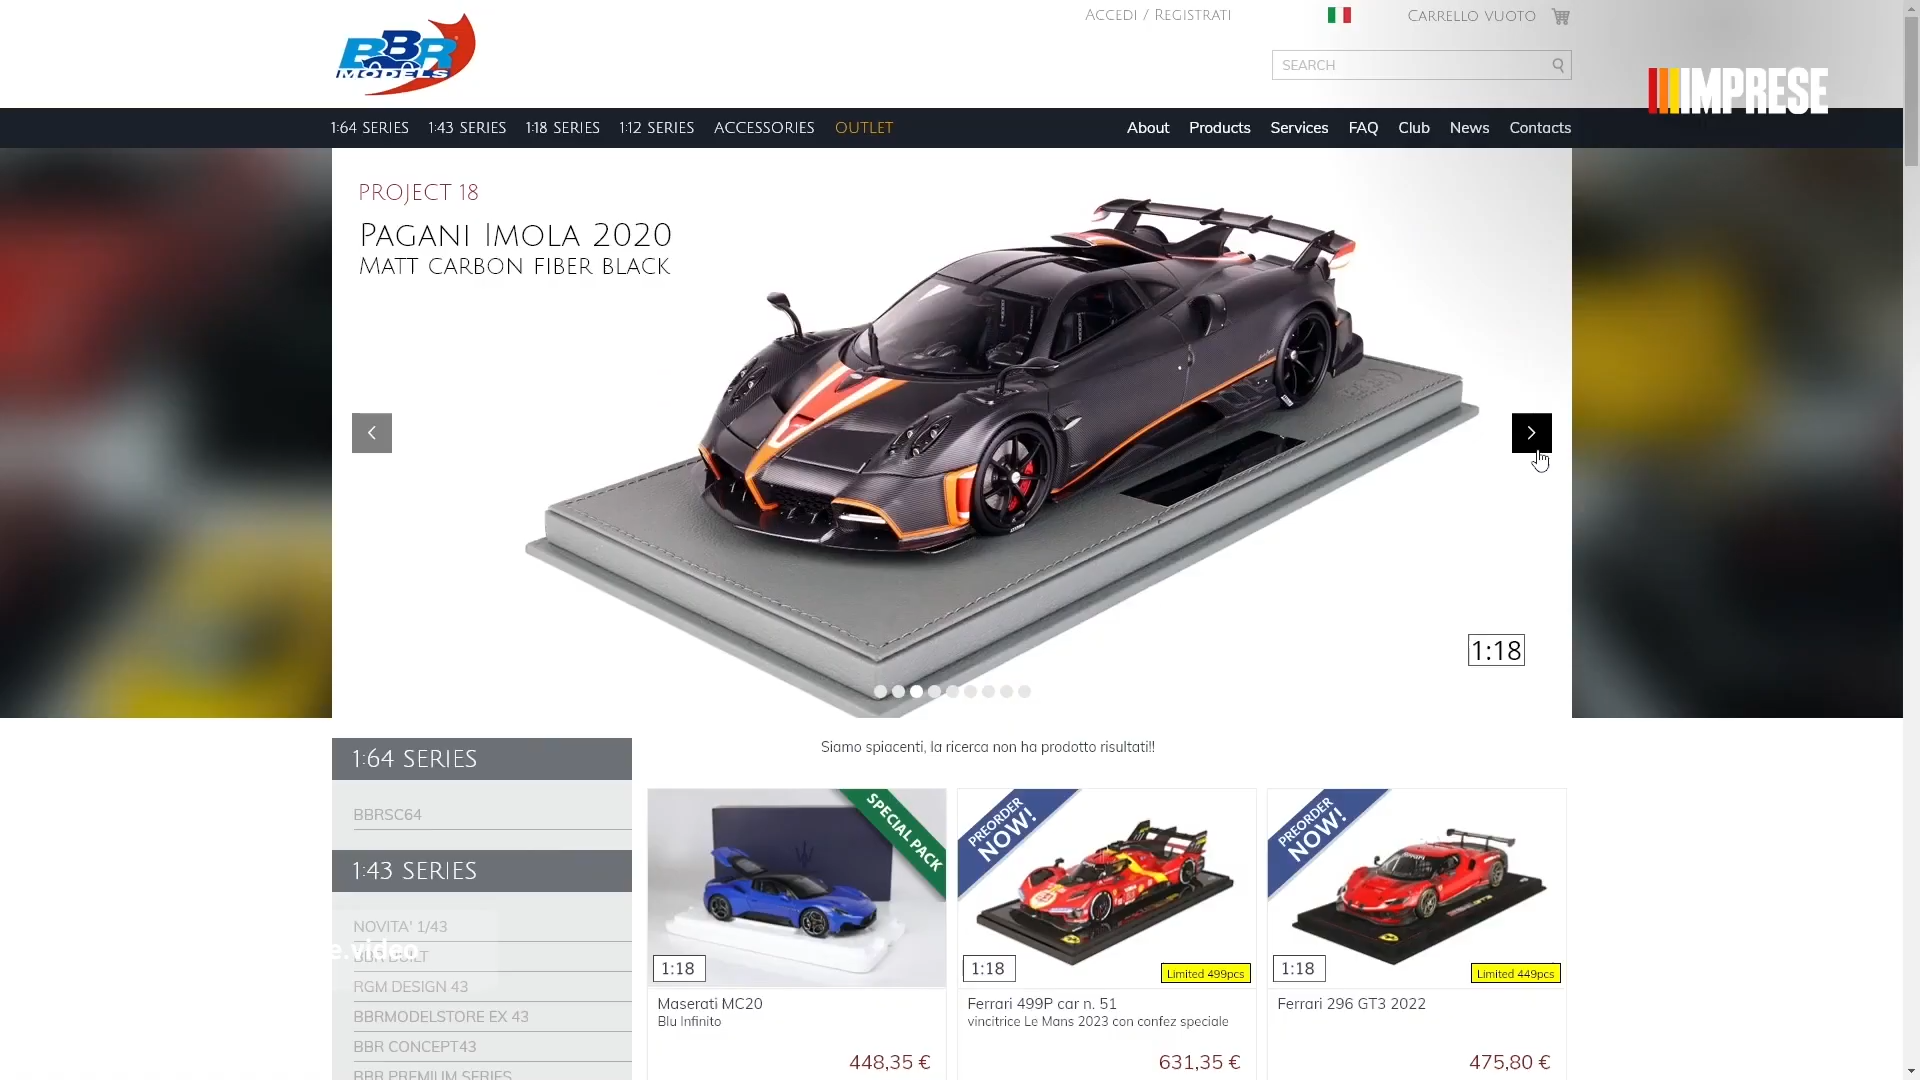 BBR
MODELS
ACCEDI / REGISTRATI
CARRELLO VUOTO
SEARCH
IMPRESE
1:64 SERIES 1:43 SERIES 1:18 SERIES 1:12 SERIES ACCESSORIES OUTLET
About Products Services FAQ Club News Contacts
PROJECT 18
PAGANI IMOLA 2020
MATT CARBON FIBER BLACK
1:18
1:64 SERIES
BBRSC64
1:43 SERIES
NOVITA' 1/43
BBR BUILT
e.video
RGM DESIGN 43
BBRMODELSTORE EX 43
BBR CONCEPT43
BBR PREMIUM SERIES
Siamo spiacenti, la ricerca non ha prodotto risultati!!
SPECIAL PACK
1:18
Maserati MC20
Blu Infinito
448,35 €
PREORDER
NOW!
1:18
Limited 499pcs
Ferrari 499P car n. 51
vincitrice Le Mans 2023 con confez speciale
631,35 €
PREORDER
NOW!
1:18
Limited 449pcs
Ferrari 296 GT3 2022
475,80 €